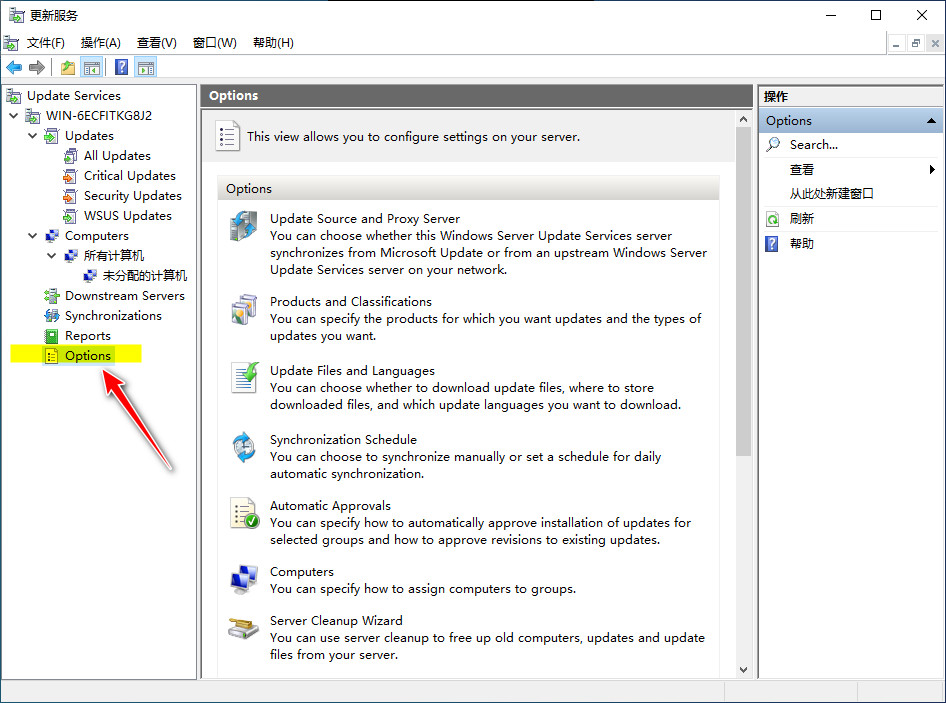 更新服务
文件(F) 操作(A) 查看(V) 窗口(W) 帮助(H)
Update Services
WIN-6ECFITKG8J2
Updates
All Updates
Critical Updates
Security Updates
WSUS Updates
Computers
所有计算机
未分配的计算机
Downstream Servers
Synchronizations
Reports
Options
Options
This view allows you to configure settings on your server.
Options
Update Source and Proxy Server
You can choose whether this Windows Server Update Services server
synchronizes from Microsoft Update or from an upstream Windows Server
Update Services server on your network.
Products and Classifications
You can specify the products for which you want updates and the types of
updates you want.
Update Files and Languages
You can choose whether to download update files, where to store
downloaded files, and which update languages you want to download.
Synchronization Schedule
You can choose to synchronize manually or set a schedule for daily
automatic synchronization.
Automatic Approvals
You can specify how to automatically approve installation of updates for
selected groups and how to approve revisions to existing updates.
Computers
You can specify how to assign computers to groups.
Server Cleanup Wizard
You can use server cleanup to free up old computers, updates and update
files from your server.
操作
Options
Search...
查看
从此处新建窗口
刷新
帮助